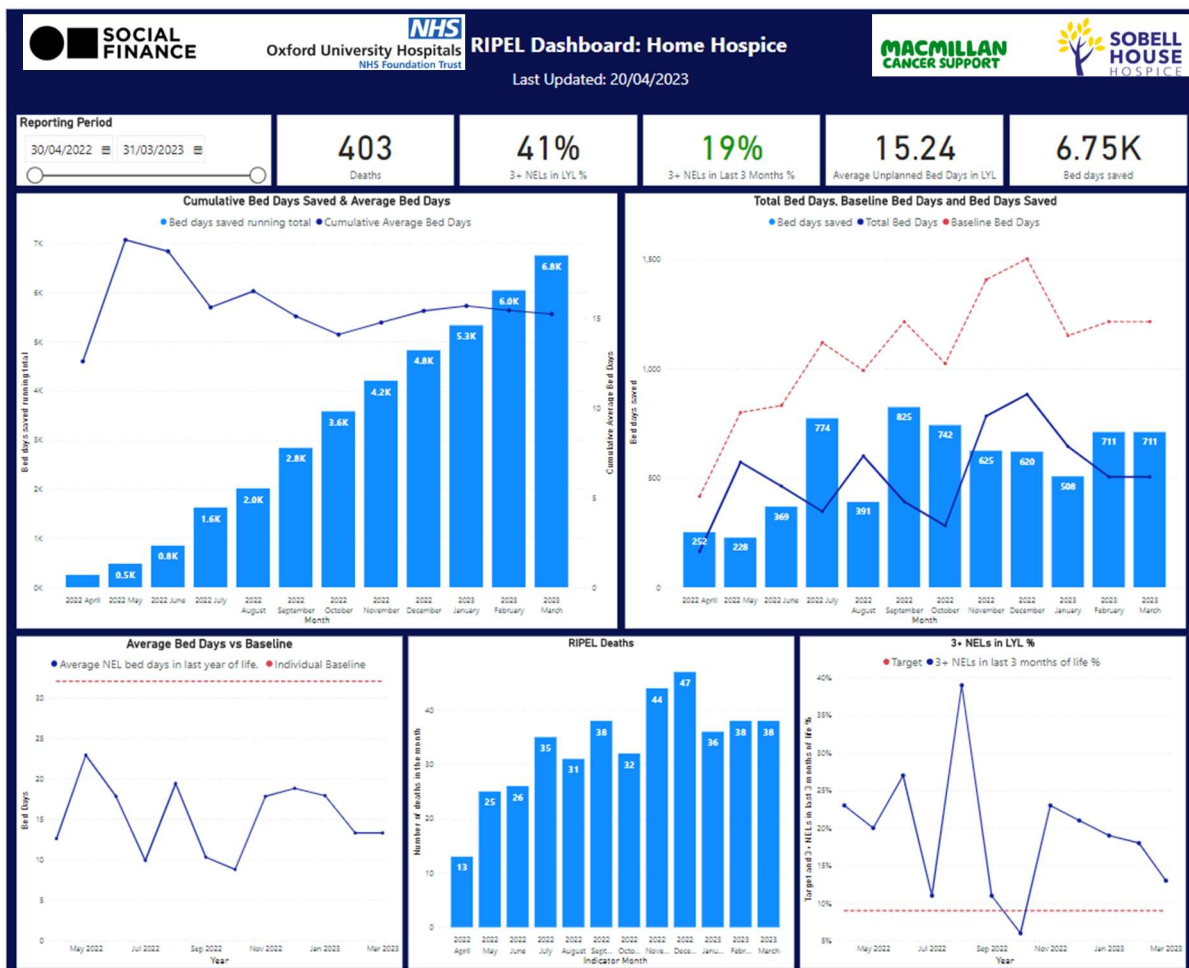 SOCIAL
FINANCE
NHS
Oxford University Hospitals
NHS Foundation Trust
RIPEL Dashboard: Home Hospice
Last Updated: 20/04/2023
MACMILLAN
CANCER SUPPORT
SOBELL
HOUSE
HOSPICE
Reporting Period
30/04/2022
31/03/2023
403
Deaths
41%
3+ NELs in LYL %
19%
3+ NELs in Last 3 Months %
15.24
Average Unplanned Bed Days in LYL
6.75K
Bed days saved
Cumulative Bed Days Saved & Average Bed Days
Bed days saved running total
Cumulative Average Bed Days
Bed days saved running total
7K
6K
5K
4K
3K
2K
1K
0K
0.5K
0.8K
1.6K
2.0K
2.8K
3.6K
4.2K
4.8K
5.3K
6.0K
6.8K
15
10
5
0
Cumulative Average Bed Days
2022 April
2022 May
2022 June
2022 July
2022 August
2022 September
2022 October
2022 November
2022 December
2023 January
2023 February
2023 March
Month
Total Bed Days, Baseline Bed Days and Bed Days Saved
Bed days saved
Total Bed Days
Baseline Bed Days
Bed days saved
1,500
1,000
500
0
252
228
369
774
391
825
742
625
620
508
711
711
2022 April
2022 May
2022 June
2022 July
2022 August
2022 September
2022 October
2022 November
2022 December
2023 January
2023 February
2023 March
Month
Average Bed Days vs Baseline
Average NEL bed days in last year of life.
Individual Baseline
Bed Days
30
25
20
15
10
5
0
May 2022
Jul 2022
Sep 2022
Nov 2022
Jan 2023
Mar 2023
Year
RIPEL Deaths
Number of deaths in the month
40
30
20
10
0
13
25
26
35
31
38
32
44
47
36
38
38
2022 April
2022 May
2022 June
2022 July
2022 August
2022 Sept...
2022 Octo...
2022 Nove...
2022 Dece...
2023 Janu...
2023 Febr...
2023 March
Indicator Month
3+ NELs in LYL %
Target
3+ NELs in last 3 months of life %
Target and 3+ NELs in last 3 months of life %
40%
35%
30%
25%
20%
15%
10%
5%
May 2022
Jul 2022
Sep 2022
Nov 2022
Jan 2023
Mar 2023
Year